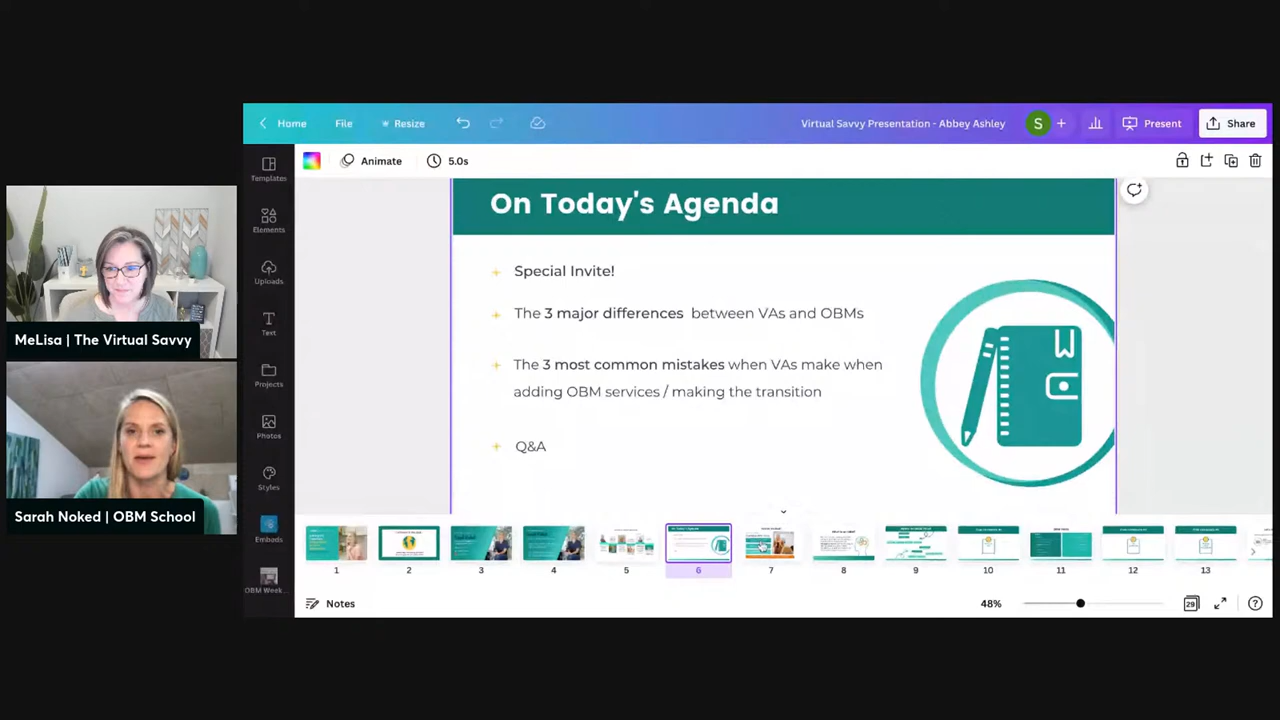 Home
File
Resize
Virtual Savvy Presentation - Abbey Ashley
S
Present
Share
Templates
Elements
Uploads
Text
Projects
Photos
Styles
Embeds
OBM Week...
Animate
5.0s
On Today's Agenda
Special Invite!
The 3 major differences between VAs and OBMs
The 3 most common mistakes when VAs make when
adding OBM services / making the transition
Q&A
MeLisa | The Virtual Savvy
Sarah Noked | OBM School
1
2
3
4
5
6
7
8
9
10
11
12
13
Notes
48%
29